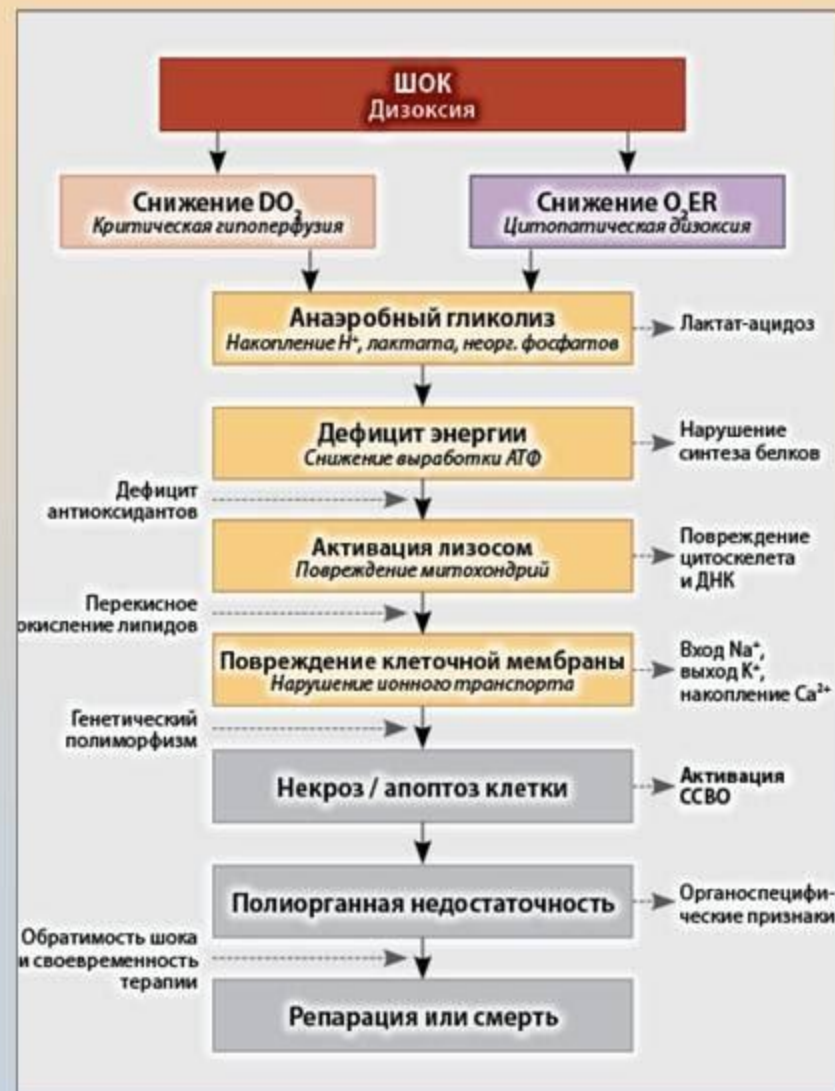 ШОК
Дизоксия
Снижение DO₂
Критическая гипоперфузия
Снижение O₂ER
Цитопатическая дизоксия
Анаэробный гликолиз
Накопление H⁺, лактата, неорг. фосфатов
Лактат-ацидоз
Дефицит энергии
Снижение выработки АТФ
Нарушение
синтеза белков
Дефицит
антиоксидантов
Активация лизосом
Повреждение митохондрий
Повреждение
цитоскелета
и ДНК
Перекисное
окисление липидов
Повреждение клеточной мембраны
Нарушение ионного транспорта
Вход Na⁺,
выход K⁺,
накопление Ca²⁺
Генетический
полиморфизм
Некроз / апоптоз клетки
Активация
ССВО
Полиорганная недостаточность
Органоспецифи-
ческие признаки
Обратимость шока
и своевременность
терапии
Репарация или смерть